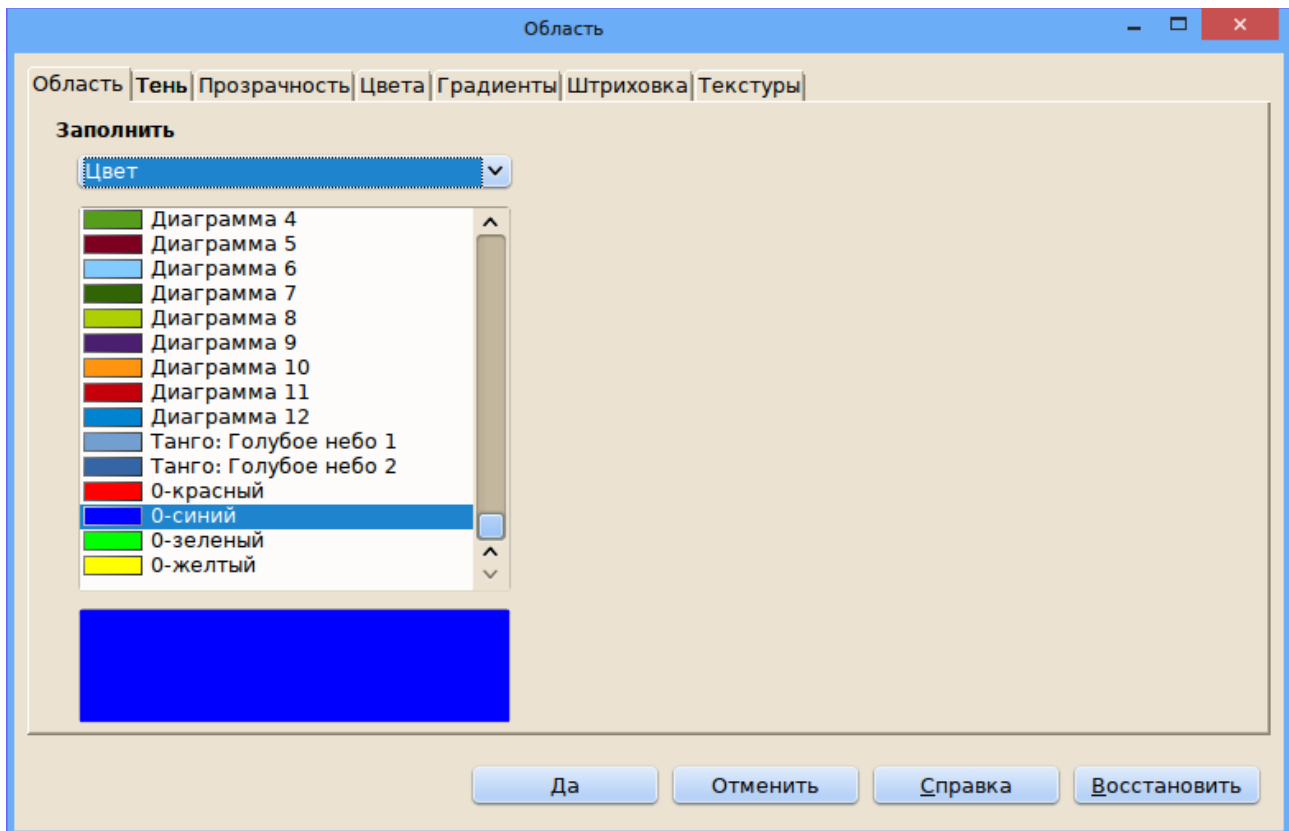 Область
Область Тень Прозрачность Цвета Градиенты Штриховка Текстуры
Заполнить
Цвет
Диаграмма 4
Диаграмма 5
Диаграмма 6
Диаграмма 7
Диаграмма 8
Диаграмма 9
Диаграмма 10
Диаграмма 11
Диаграмма 12
Танго: Голубое небо 1
Танго: Голубое небо 2
0-красный
0-синий
0-зеленый
0-желтый
Да Отменить Справка Восстановить